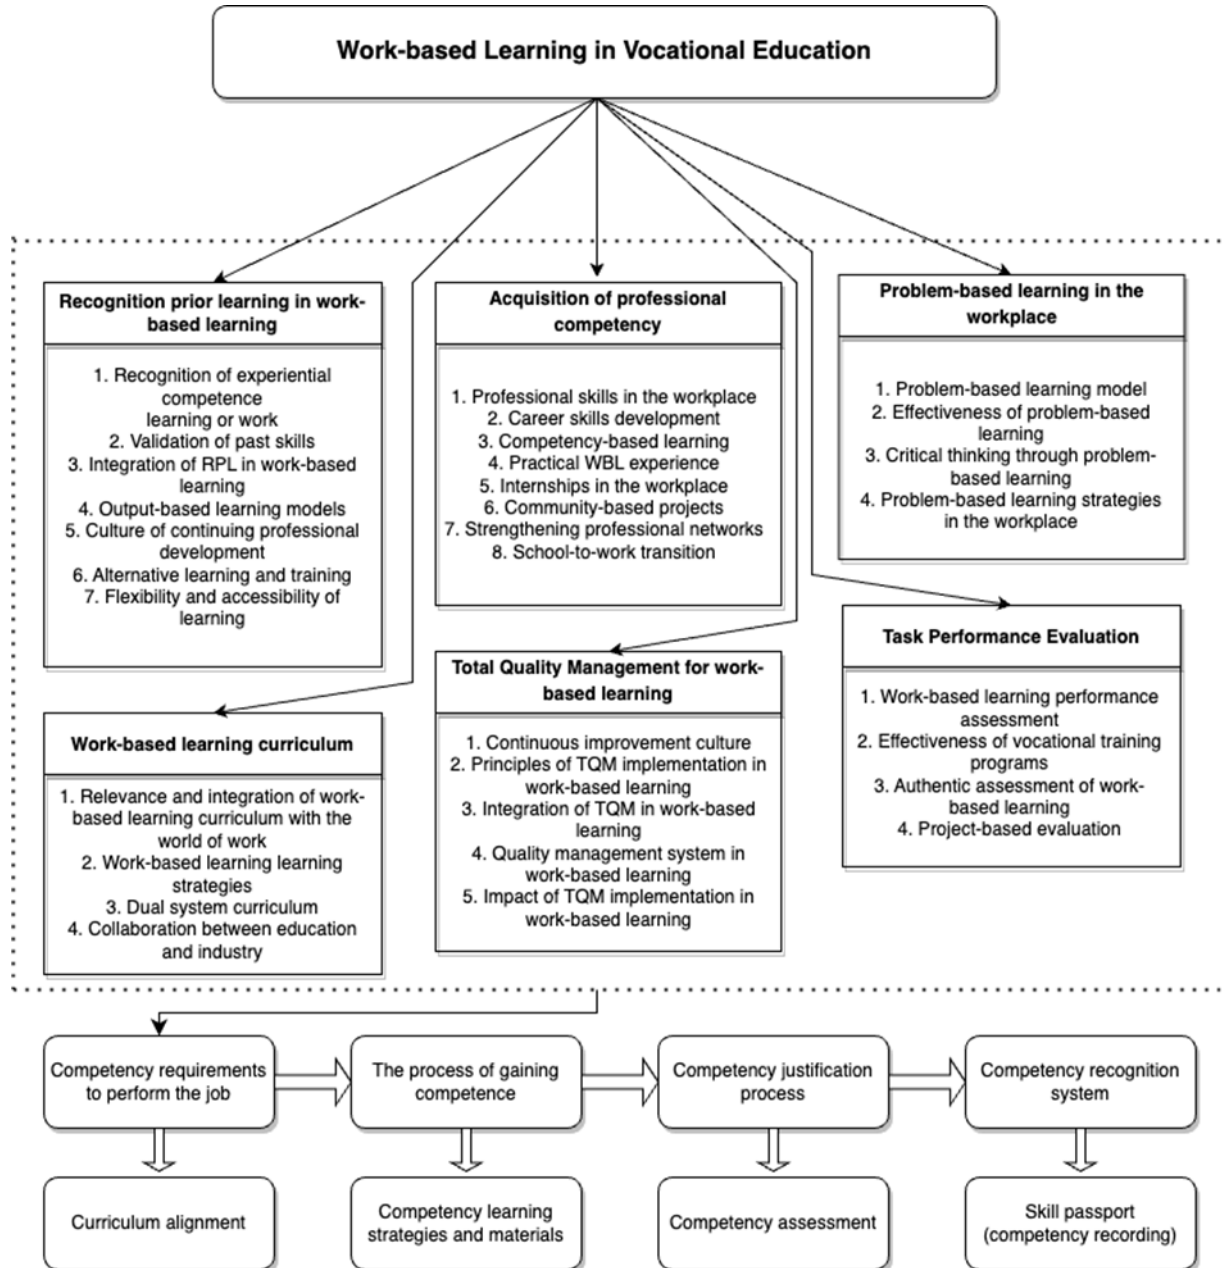 Work-based Learning in Vocational Education
Recognition prior learning in work-
based learning
1. Recognition of experiential
competence
learning or work
2. Validation of past skills
3. Integration of RPL in work-based
learning
4. Output-based learning models
5. Culture of continuing professional
development
6. Alternative learning and training
7. Flexibility and accessibility of
learning
Acquisition of professional
competency
1. Professional skills in the workplace
2. Career skills development
3. Competency-based learning
4. Practical WBL experience
5. Internships in the workplace
6. Community-based projects
7. Strengthening professional networks
8. School-to-work transition
Problem-based learning in the
workplace
1. Problem-based learning model
2. Effectiveness of problem-based
learning
3. Critical thinking through problem-
based learning
4. Problem-based learning strategies
in the workplace
Work-based learning curriculum
1. Relevance and integration of work-
based learning curriculum with the
world of work
2. Work-based learning learning
strategies
3. Dual system curriculum
4. Collaboration between education
and industry
Total Quality Management for work-
based learning
1. Continuous improvement culture
2. Principles of TQM implementation in
work-based learning
3. Integration of TQM in work-based
learning
4. Quality management system in
work-based learning
5. Impact of TQM implementation in
work-based learning
Task Performance Evaluation
1. Work-based learning performance
assessment
2. Effectiveness of vocational training
programs
3. Authentic assessment of work-
based learning
4. Project-based evaluation
Competency requirements
to perform the job
The process of gaining
competence
Competency justification
process
Competency recognition
system
Curriculum alignment
Competency learning
strategies and materials
Competency assessment
Skill passport
(competency recording)